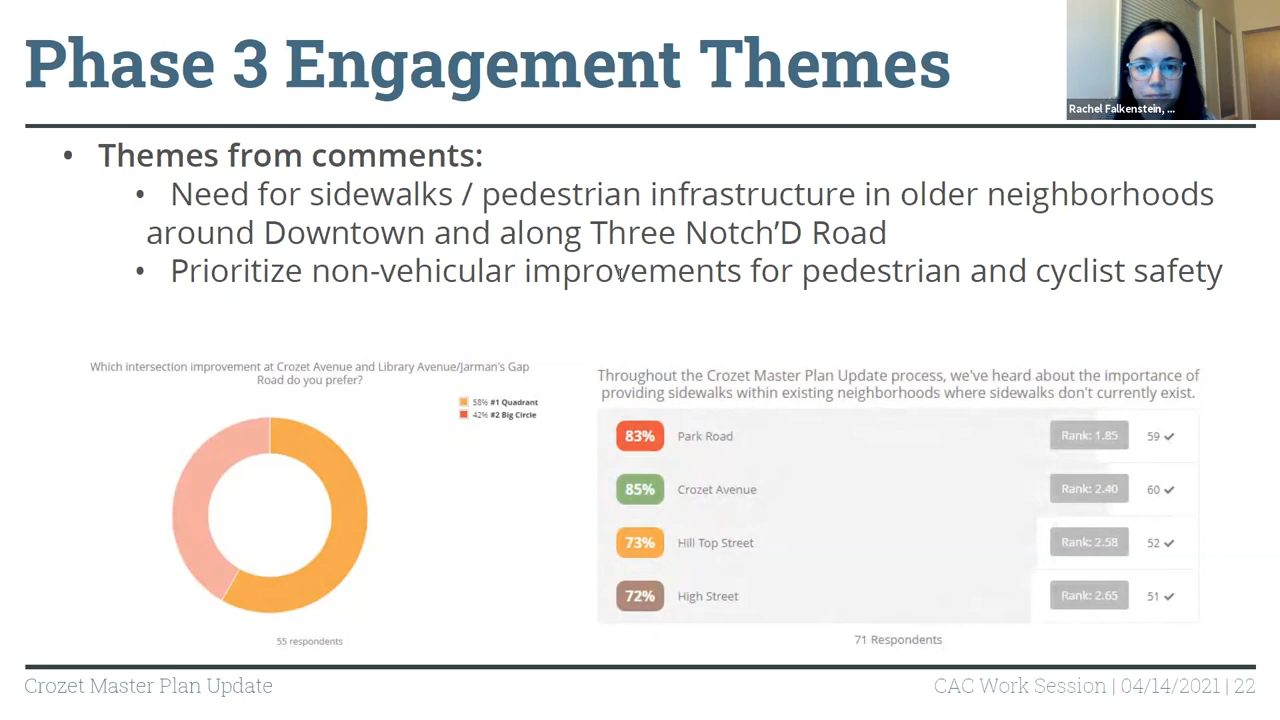 Phase 3 Engagement Themes
Rachel Falkenstein, ...
• Themes from comments:
• Need for sidewalks / pedestrian infrastructure in older neighborhoods
around Downtown and along Three Notch’D Road
• Prioritize non-vehicular improvements for pedestrian and cyclist safety
Which intersection improvement at Crozet Avenue and Library Avenue/Jarman's Gap
Road do you prefer?
58% #1 Quadrant
42% #2 Big Circle
55 respondents
Throughout the Crozet Master Plan Update process, we've heard about the importance of
providing sidewalks within existing neighborhoods where sidewalks don't currently exist.
83% Park Road Rank: 1.85 59 ✓
85% Crozet Avenue Rank: 2.40 60 ✓
73% Hill Top Street Rank: 2.58 52 ✓
72% High Street Rank: 2.65 51 ✓
71 Respondents
Crozet Master Plan Update
CAC Work Session | 04/14/2021 | 22